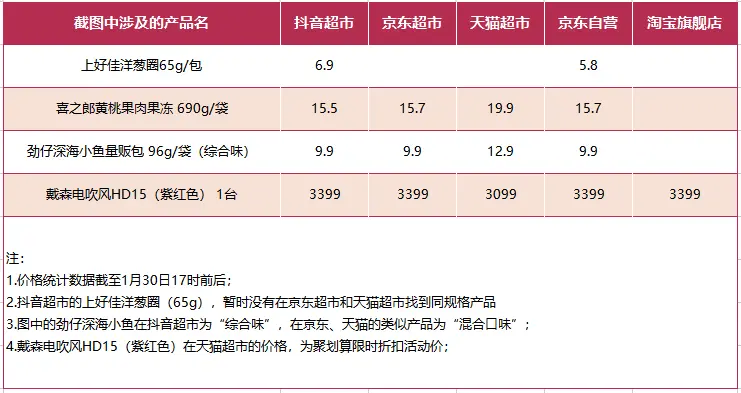 截图中涉及的产品名 抖音超市 京东超市 天猫超市 京东自营 淘宝旗舰店
上好佳洋葱圈65g/包 6.9 5.8
喜之郎黄桃果肉果冻 690g/袋 15.5 15.7 19.9 15.7
劲仔深海小鱼量贩包 96g/袋（综合味） 9.9 9.9 12.9 9.9
戴森电吹风HD15（紫红色） 1台 3399 3399 3099 3399 3399
注：
1.价格统计数据截至1月30日17时前后；
2.抖音超市的上好佳洋葱圈（65g），暂时没有在京东超市和天猫超市找到同规格产品
3.图中的劲仔深海小鱼在抖音超市为“综合味”，在京东、天猫的类似产品为“混合口味”；
4.戴森电吹风HD15（紫红色）在天猫超市的价格，为聚划算限时折扣活动价；